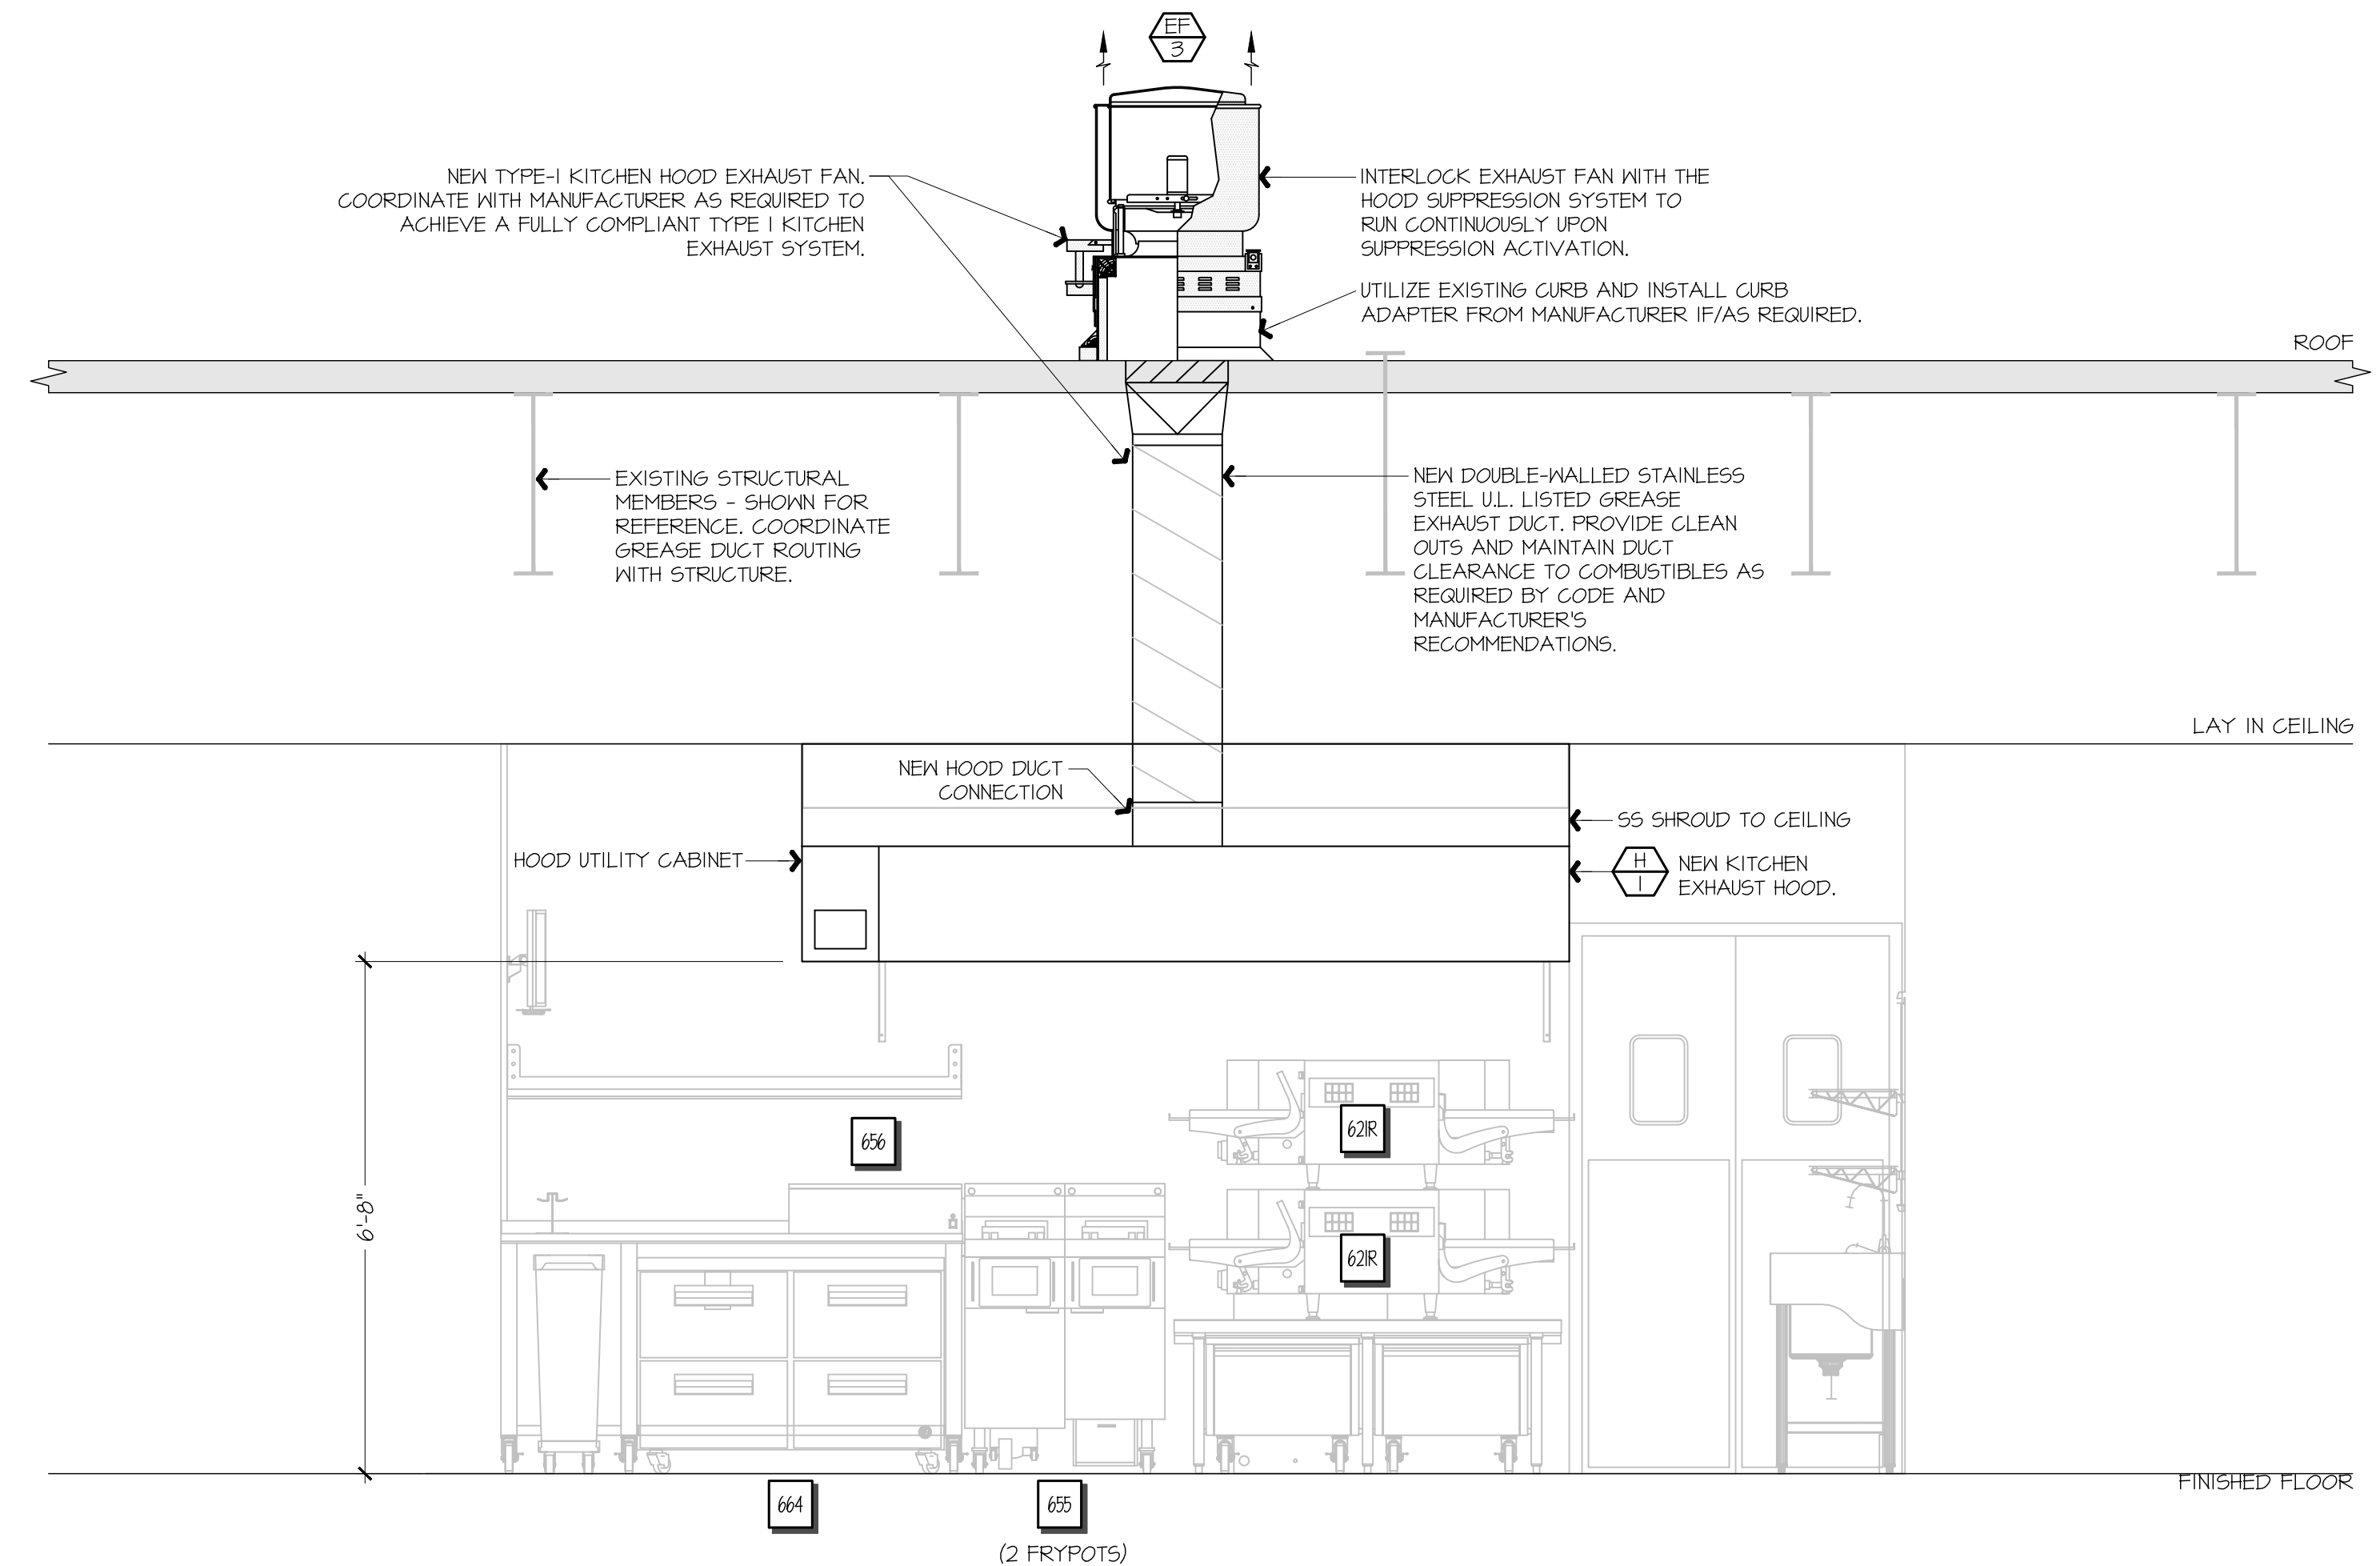 EF
3
NEW TYPE-I KITCHEN HOOD EXHAUST FAN.
COORDINATE WITH MANUFACTURER AS REQUIRED TO
ACHIEVE A FULLY COMPLIANT TYPE I KITCHEN
EXHAUST SYSTEM.
INTERLOCK EXHAUST FAN WITH THE
HOOD SUPPRESSION SYSTEM TO
RUN CONTINUOUSLY UPON
SUPPRESSION ACTIVATION.
UTILIZE EXISTING CURB AND INSTALL CURB
ADAPTER FROM MANUFACTURER IF/AS REQUIRED.
ROOF
EXISTING STRUCTURAL
MEMBERS - SHOWN FOR
REFERENCE. COORDINATE
GREASE DUCT ROUTING
WITH STRUCTURE.
NEW DOUBLE-WALLED STAINLESS
STEEL U.L. LISTED GREASE
EXHAUST DUCT. PROVIDE CLEAN
OUTS AND MAINTAIN DUCT
CLEARANCE TO COMBUSTIBLES AS
REQUIRED BY CODE AND
MANUFACTURER'S
RECOMMENDATIONS.
LAY IN CEILING
NEW HOOD DUCT
CONNECTION
SS SHROUD TO CEILING
HOOD UTILITY CABINET
H
1
NEW KITCHEN
EXHAUST HOOD.
656
621R
621R
6'-8"
FINISHED FLOOR
664
655
(2 FRYPOTS)